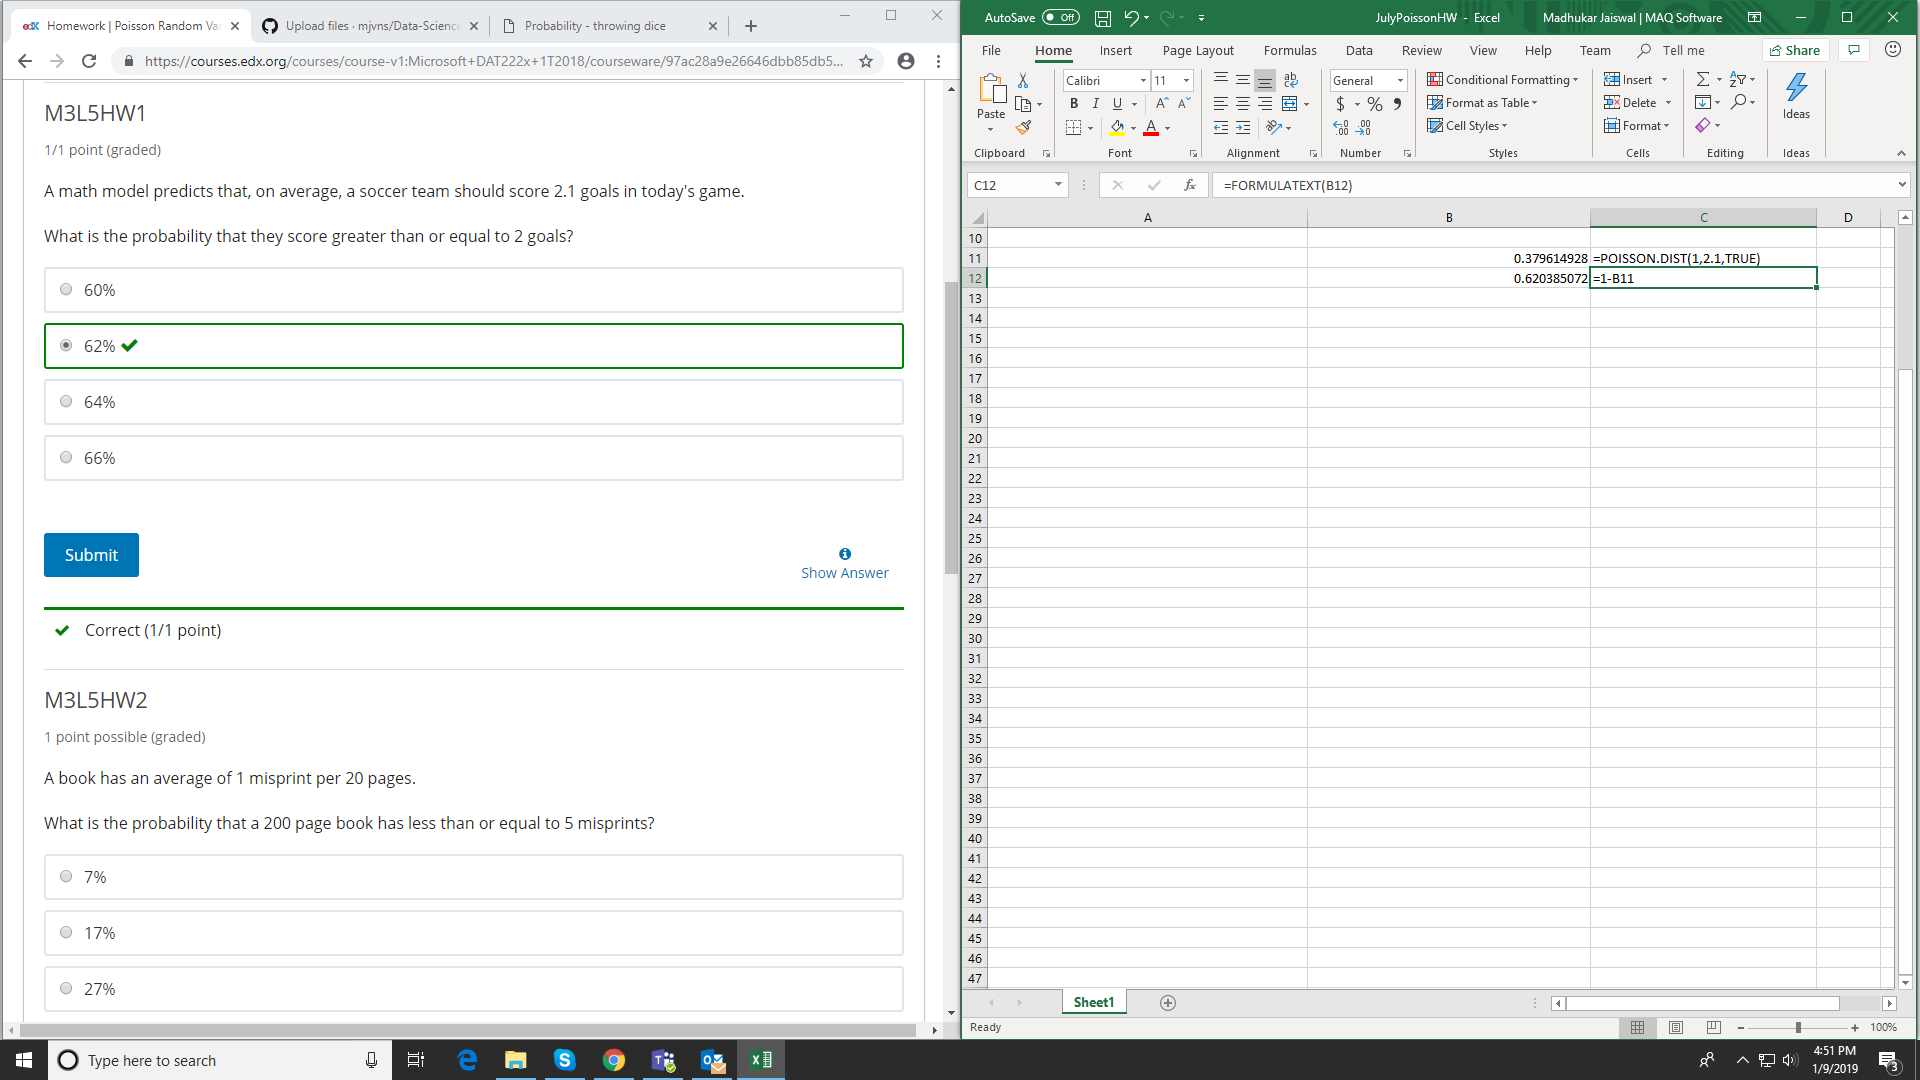 Homework | Poisson Random Va
Upload files · mjvns/Data-Science
Probability - throwing dice
https://courses.edx.org/courses/course-v1:Microsoft+DAT222x+1T2018/courseware/97ac28a9e26646dbb85db5...
M3L5HW1
1/1 point (graded)
A math model predicts that, on average, a soccer team should score 2.1 goals in today's game.
What is the probability that they score greater than or equal to 2 goals?
60%
62%
64%
66%
Submit
Show Answer
Correct (1/1 point)
M3L5HW2
1 point possible (graded)
A book has an average of 1 misprint per 20 pages.
What is the probability that a 200 page book has less than or equal to 5 misprints?
7%
17%
27%
AutoSave Off
JulyPoissonHW - Excel
Madhukar Jaiswal | MAQ Software
File Home Insert Page Layout Formulas Data Review View Help Team Tell me Share
Paste
Clipboard
Calibri 11
B I U
Font
Alignment
General
$ % ,
Number
Conditional Formatting
Format as Table
Cell Styles
Styles
Insert
Delete
Format
Cells
Editing
Ideas
Ideas
C12 fx =FORMULATEXT(B12)
A B C D
10
11 0.379614928 =POISSON.DIST(1,2.1,TRUE)
12 0.620385072 =1-B11
13
14
15
16
17
18
19
20
21
22
23
24
25
26
27
28
29
30
31
32
33
34
35
36
37
38
39
40
41
42
43
44
45
46
47
Sheet1
Ready
100%
Type here to search
4:51 PM
1/9/2019
3